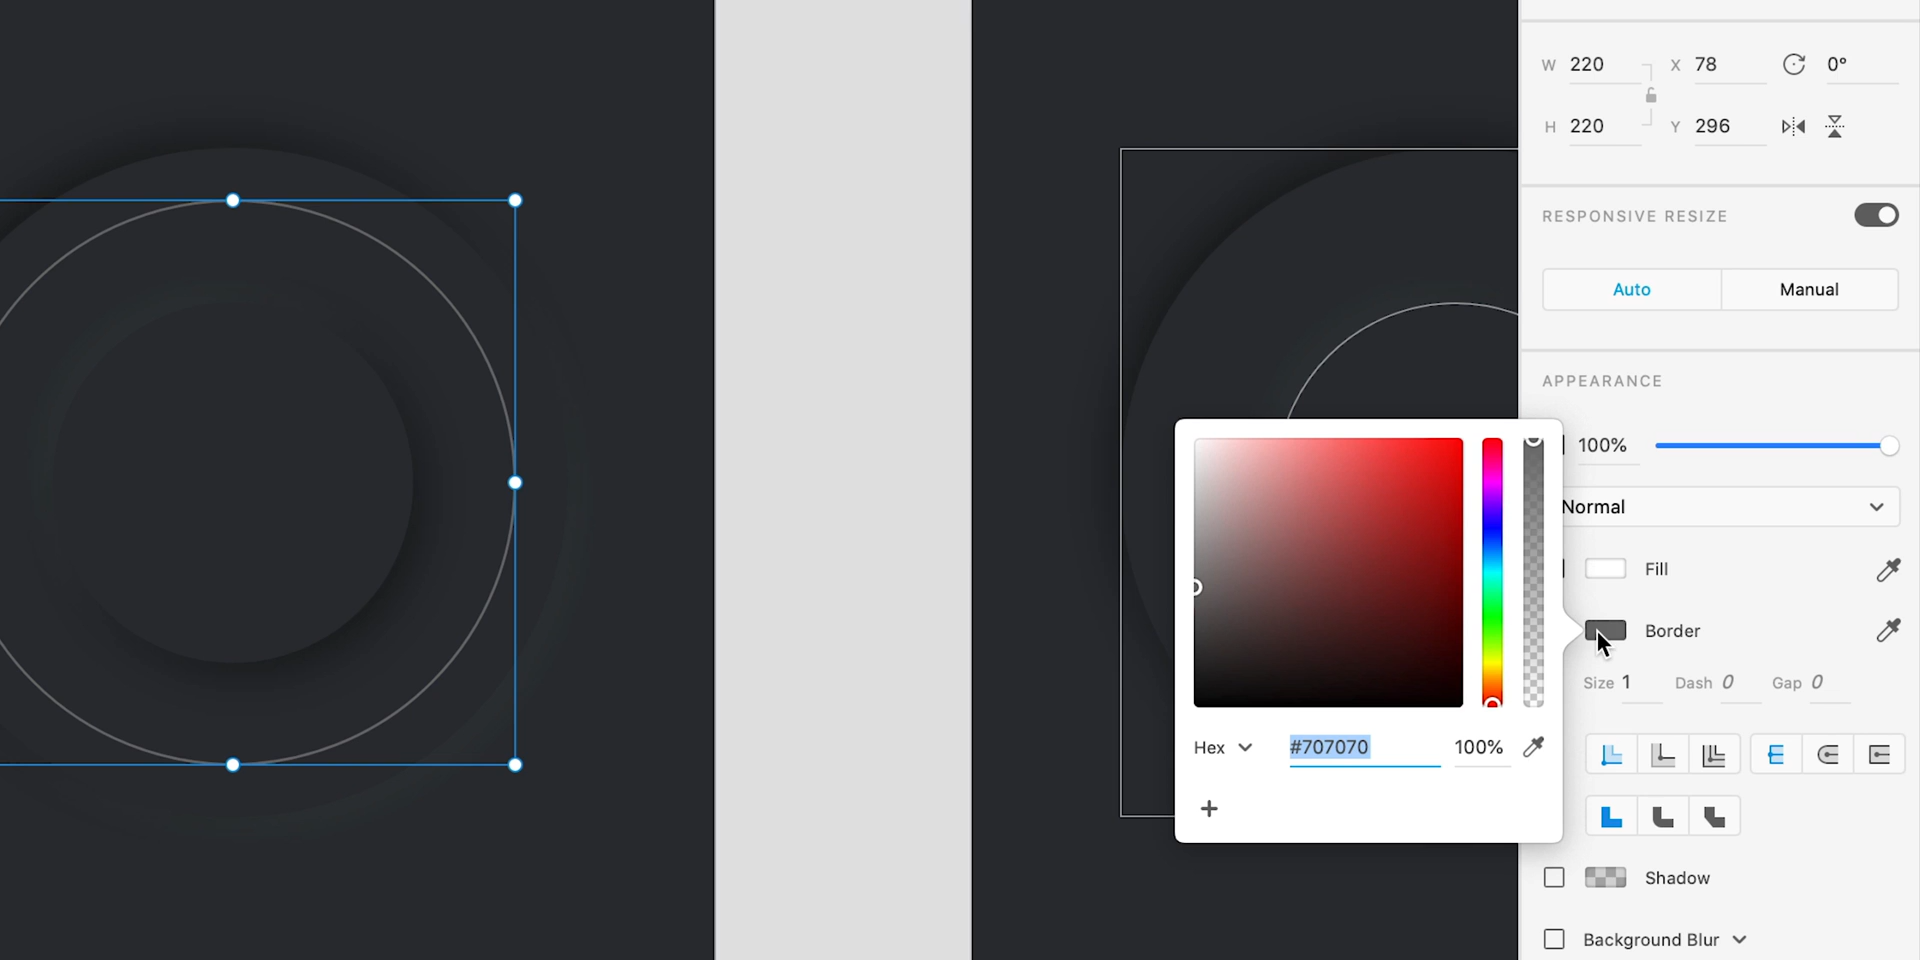 W 220 X 78 0°
H 220 Y 296
RESPONSIVE RESIZE
Auto Manual
APPEARANCE
100%
Normal
Fill
Border
Size 1 Dash 0 Gap 0
Hex #707070 100%
+
Shadow
Background Blur